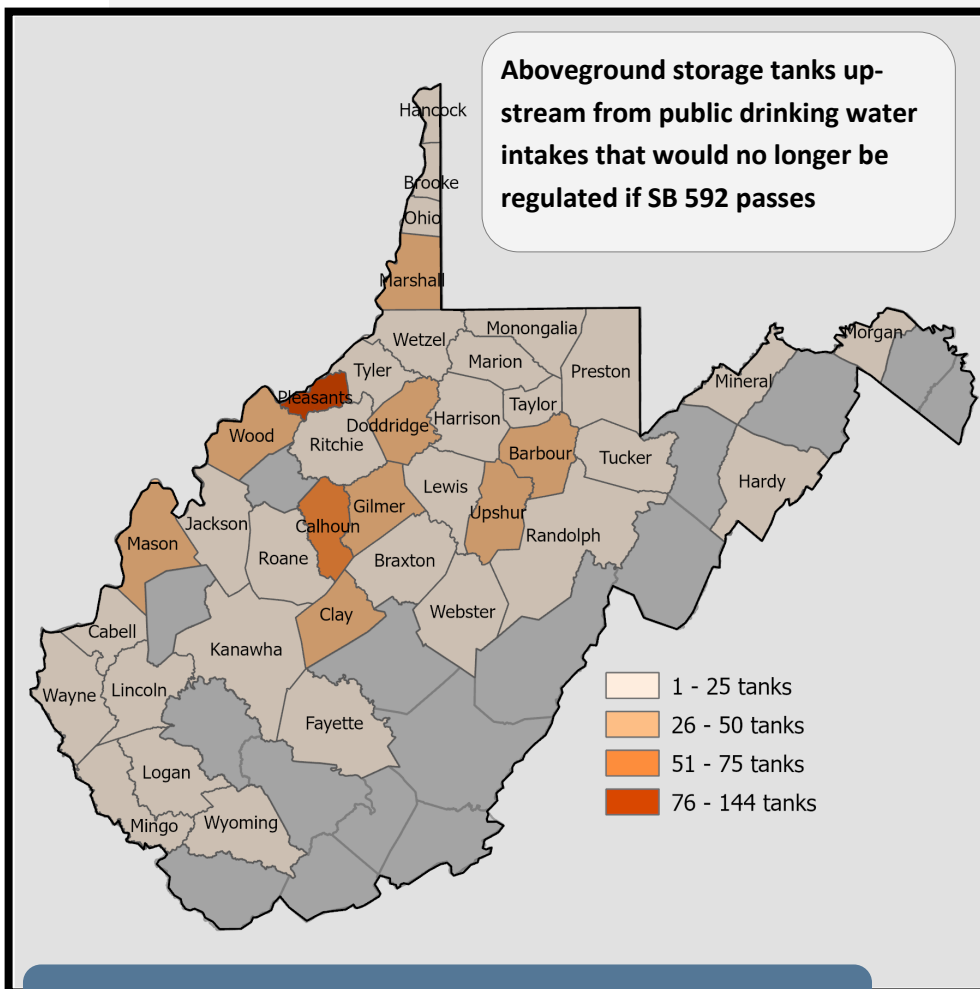 Aboveground storage tanks up-
stream from public drinking water
intakes that would no longer be
regulated if SB 592 passes
Hancock
Brooke
Ohio
Marshall
Wetzel
Monongalia
Marion
Preston
Morgan
Tyler
Mineral
Pleasants
Taylor
Doddridge
Harrison
Wood
Ritchie
Barbour
Tucker
Hardy
Lewis
Gilmer
Upshur
Jackson
Calhoun
Randolph
Mason
Roane
Braxton
Clay
Webster
Cabell
Kanawha
Wayne
Lincoln
Fayette
Logan
Mingo
Wyoming
1 - 25 tanks
26 - 50 tanks
51 - 75 tanks
76 - 144 tanks